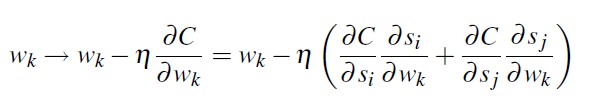 w_k → w_k − η ∂C/∂w_k = w_k − η (∂C/∂s_i ∂s_i/∂w_k + ∂C/∂s_j ∂s_j/∂w_k)